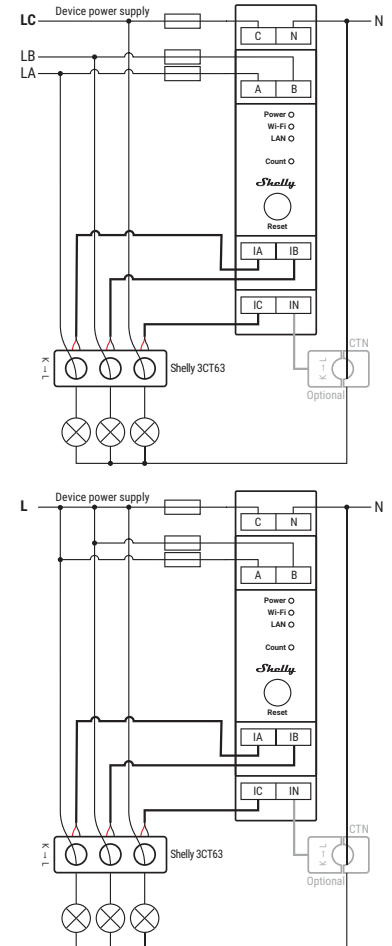 Device power supply
LC
C N
N
LB
LA
A B
Power
Wi-Fi
LAN
Count
Shelly
Reset
IA IB
IC IN
CTN
K→L
Shelly 3CT63
K→L
Optional
Device power supply
L
C N
N
A B
Power
Wi-Fi
LAN
Count
Shelly
Reset
IA IB
IC IN
CTN
K→L
Shelly 3CT63
K→L
Optional